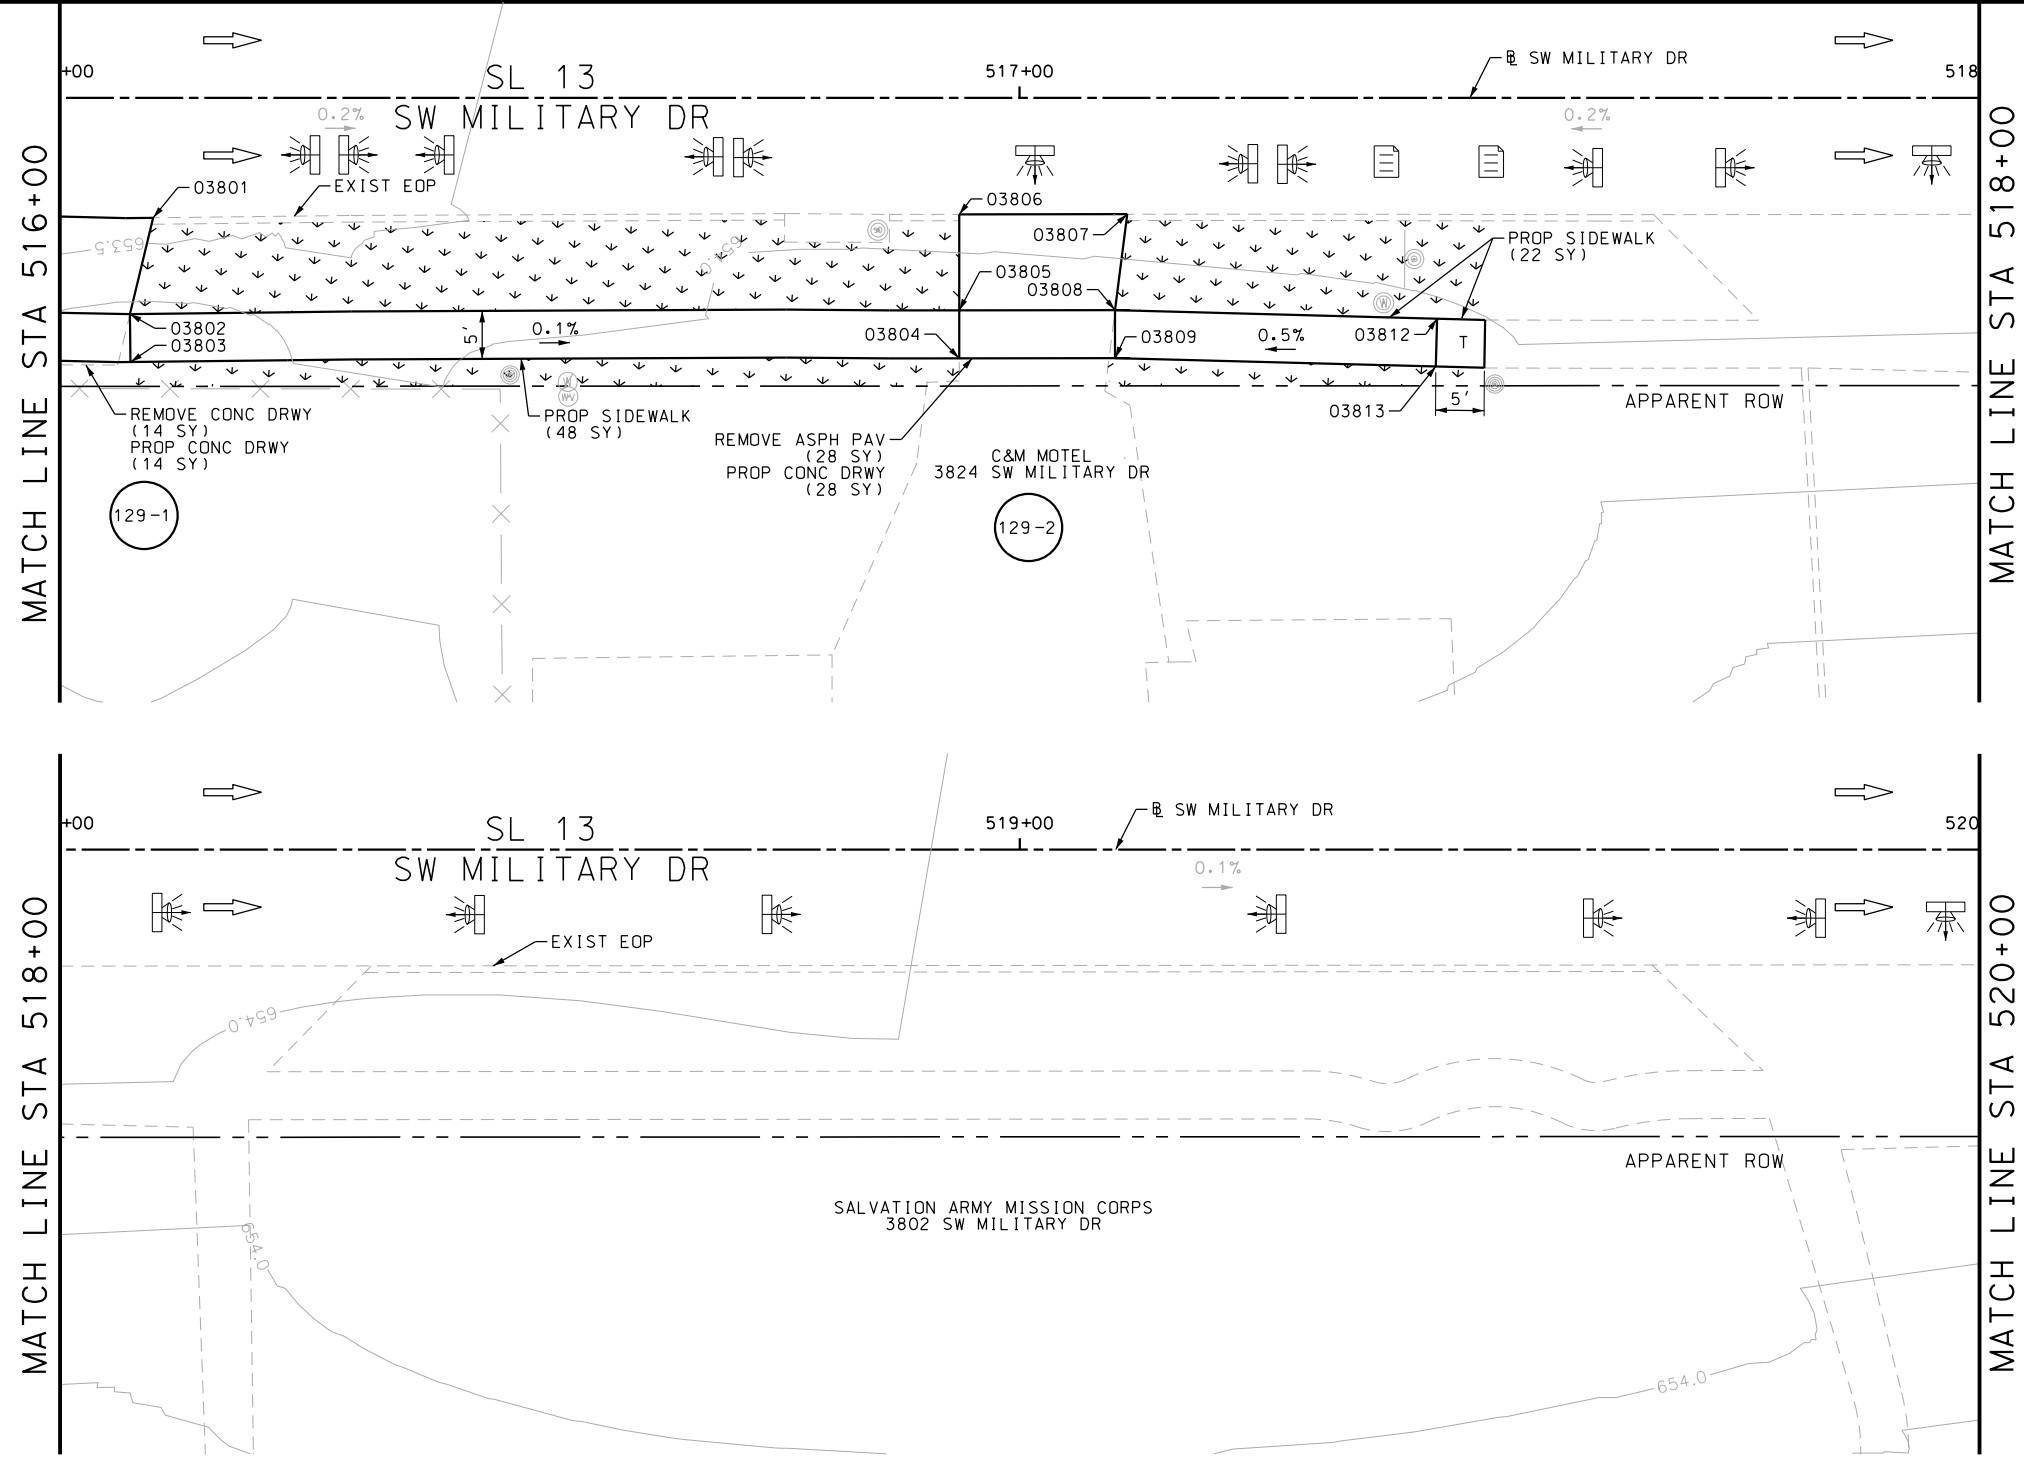 +00
SL 13
517+00
℄ SW MILITARY DR
518
SW MILITARY DR
0.2%
0.2%
MATCH LINE STA 516+00
MATCH LINE STA 518+00
03801
EXIST EOP
03806
653.5
654.0
03807
PROP SIDEWALK
(22 SY)
03805
03808
03802
03803
5'
0.1%
03804
03809
0.5%
03812
T
W
W
WV
REMOVE CONC DRWY
(14 SY)
PROP CONC DRWY
(14 SY)
PROP SIDEWALK
(48 SY)
REMOVE ASPH PAV
(28 SY)
PROP CONC DRWY
(28 SY)
C&M MOTEL
3824 SW MILITARY DR
03813
5'
APPARENT ROW
129-1
129-2
+00
SL 13
519+00
SW MILITARY DR
520
SW MILITARY DR
0.1%
MATCH LINE STA 518+00
MATCH LINE STA 520+00
EXIST EOP
654.0
APPARENT ROW
SALVATION ARMY MISSION CORPS
3802 SW MILITARY DR
654.0
654.0